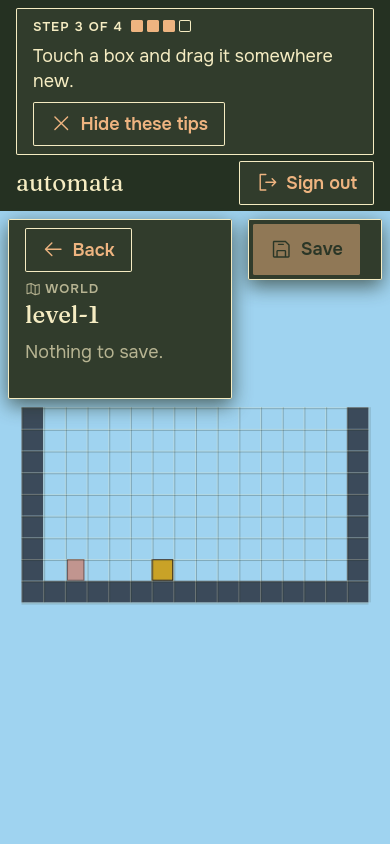 STEP 3 OF 4
Touch a box and drag it somewhere
new.
Hide these tips
automata
Sign out
Back
Save
WORLD
level-1
Nothing to save.